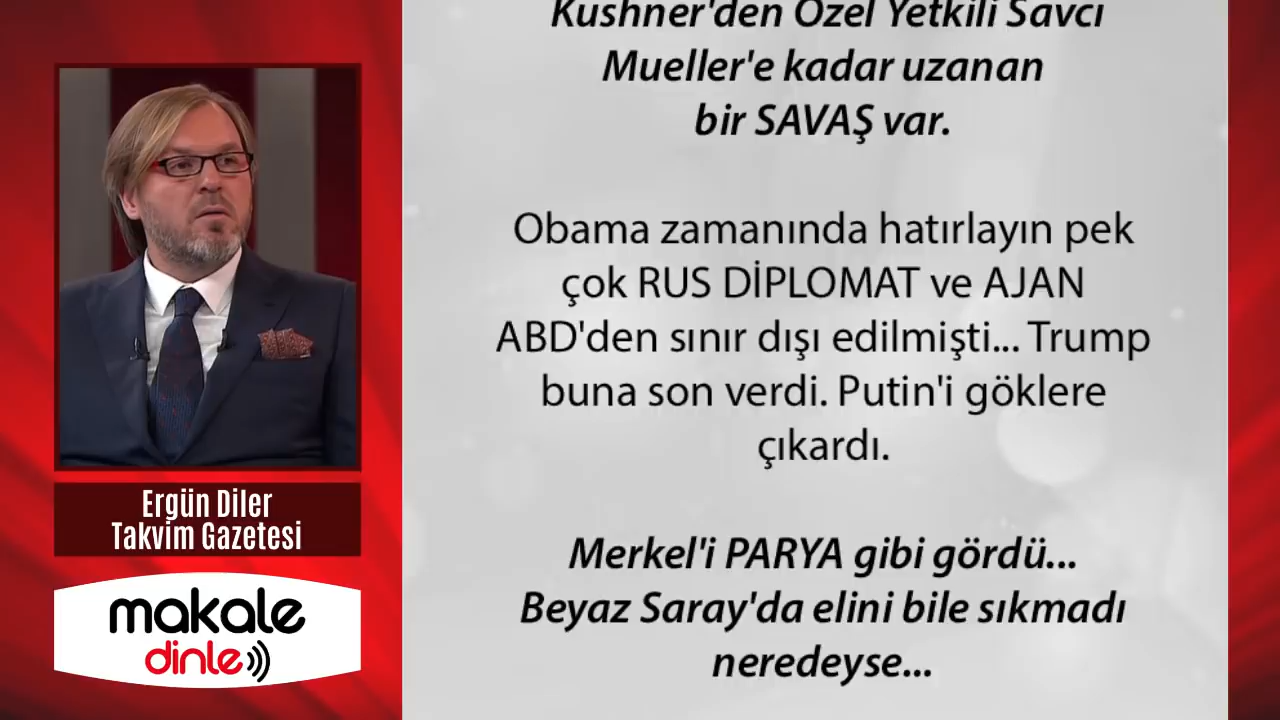 Kushner'den Özel Yetkili Savcı
Mueller'e kadar uzanan
bir SAVAŞ var.
Obama zamanında hatırlayın pek
çok RUS DİPLOMAT ve AJAN
ABD'den sınır dışı edilmişti... Trump
buna son verdi. Putin'i göklere
çıkardı.
Merkel'i PARYA gibi gördü...
Beyaz Saray'da elini bile sıkmadı
neredeyse...
Ergün Diler
Takvim Gazetesi
makale
dinle